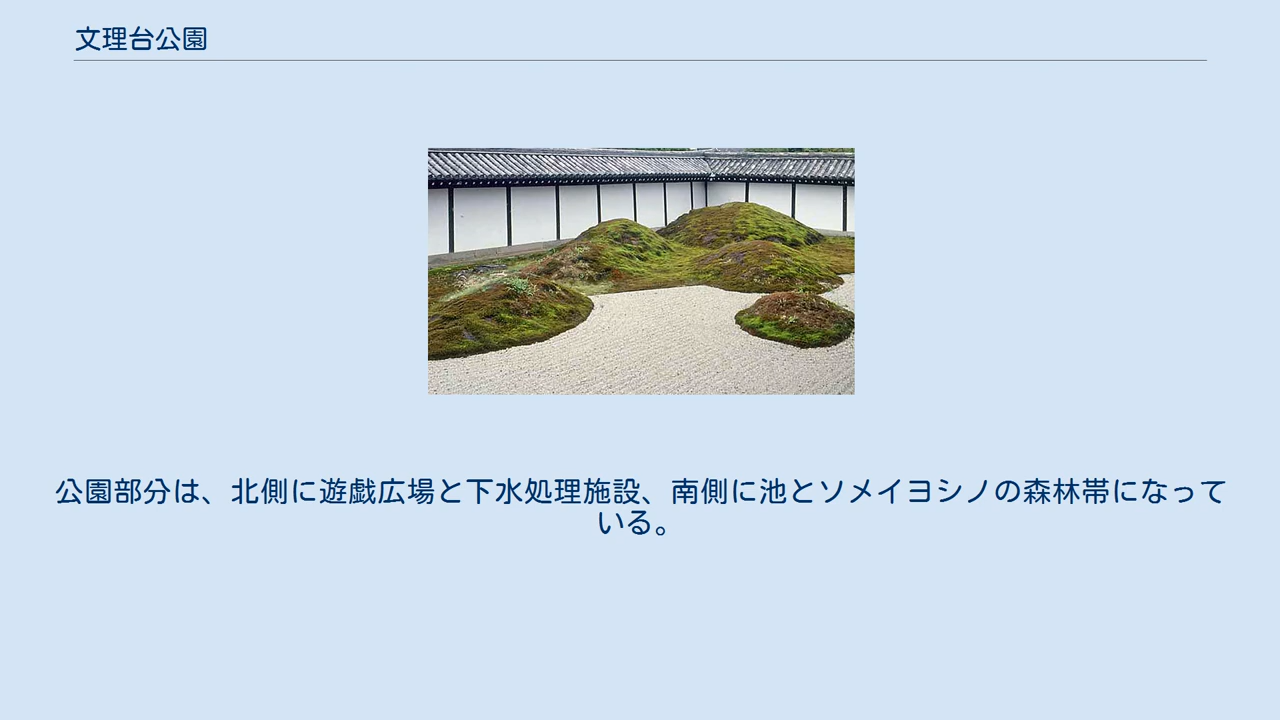 文理台公園
公園部分は、北側に遊戯広場と下水処理施設、南側に池とソメイヨシノの森林帯になって
いる。